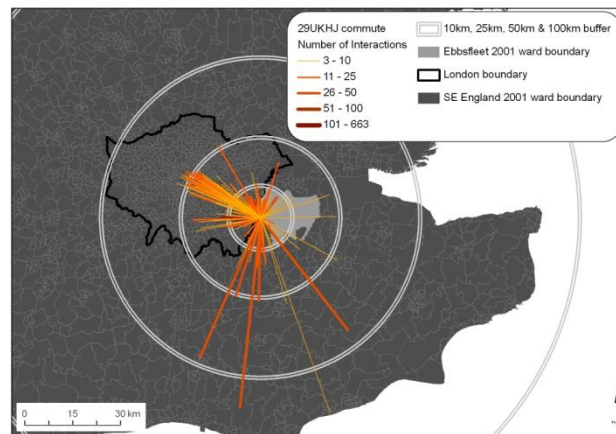 29UKHJ commute
Number of Interactions
3 - 10
11 - 25
26 - 50
51 - 100
101 - 663
10km, 25km, 50km & 100km buffer
Ebbsfleet 2001 ward boundary
London boundary
SE England 2001 ward boundary
0 15 30 km